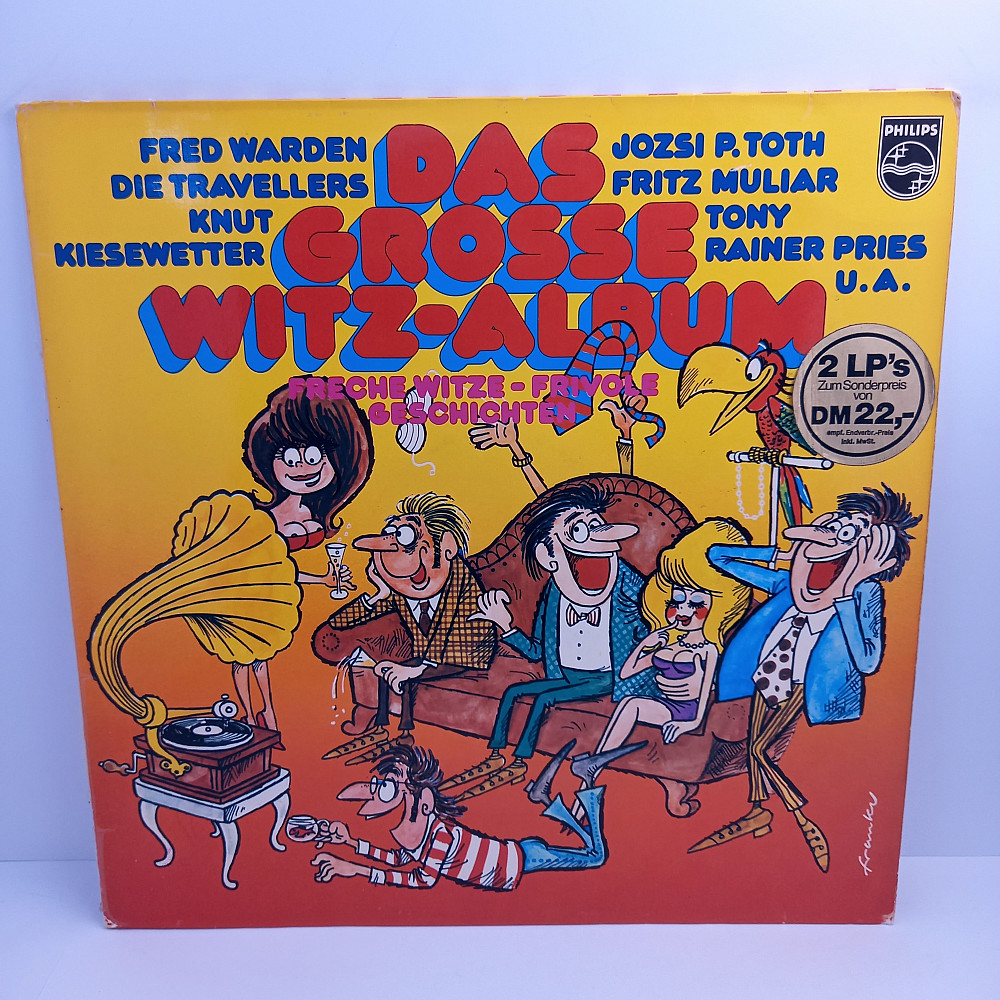 FRED WARDEN
DIE TRAVELLERS
KNUT
KIESEWETTER
DAS
GROSSE
WITZ-ALBUM
JOZSI P. TOTH
FRITZ MULIAR
TONY
RAINER PRIES
U.A.
PHILIPS
FRECHE WITZE - FRIVOLE
GESCHICHTEN
2 LP's
Zum Sonderpreis
von
DM 22,-
empf. Endverbr.-Preis
inkl. MwSt.